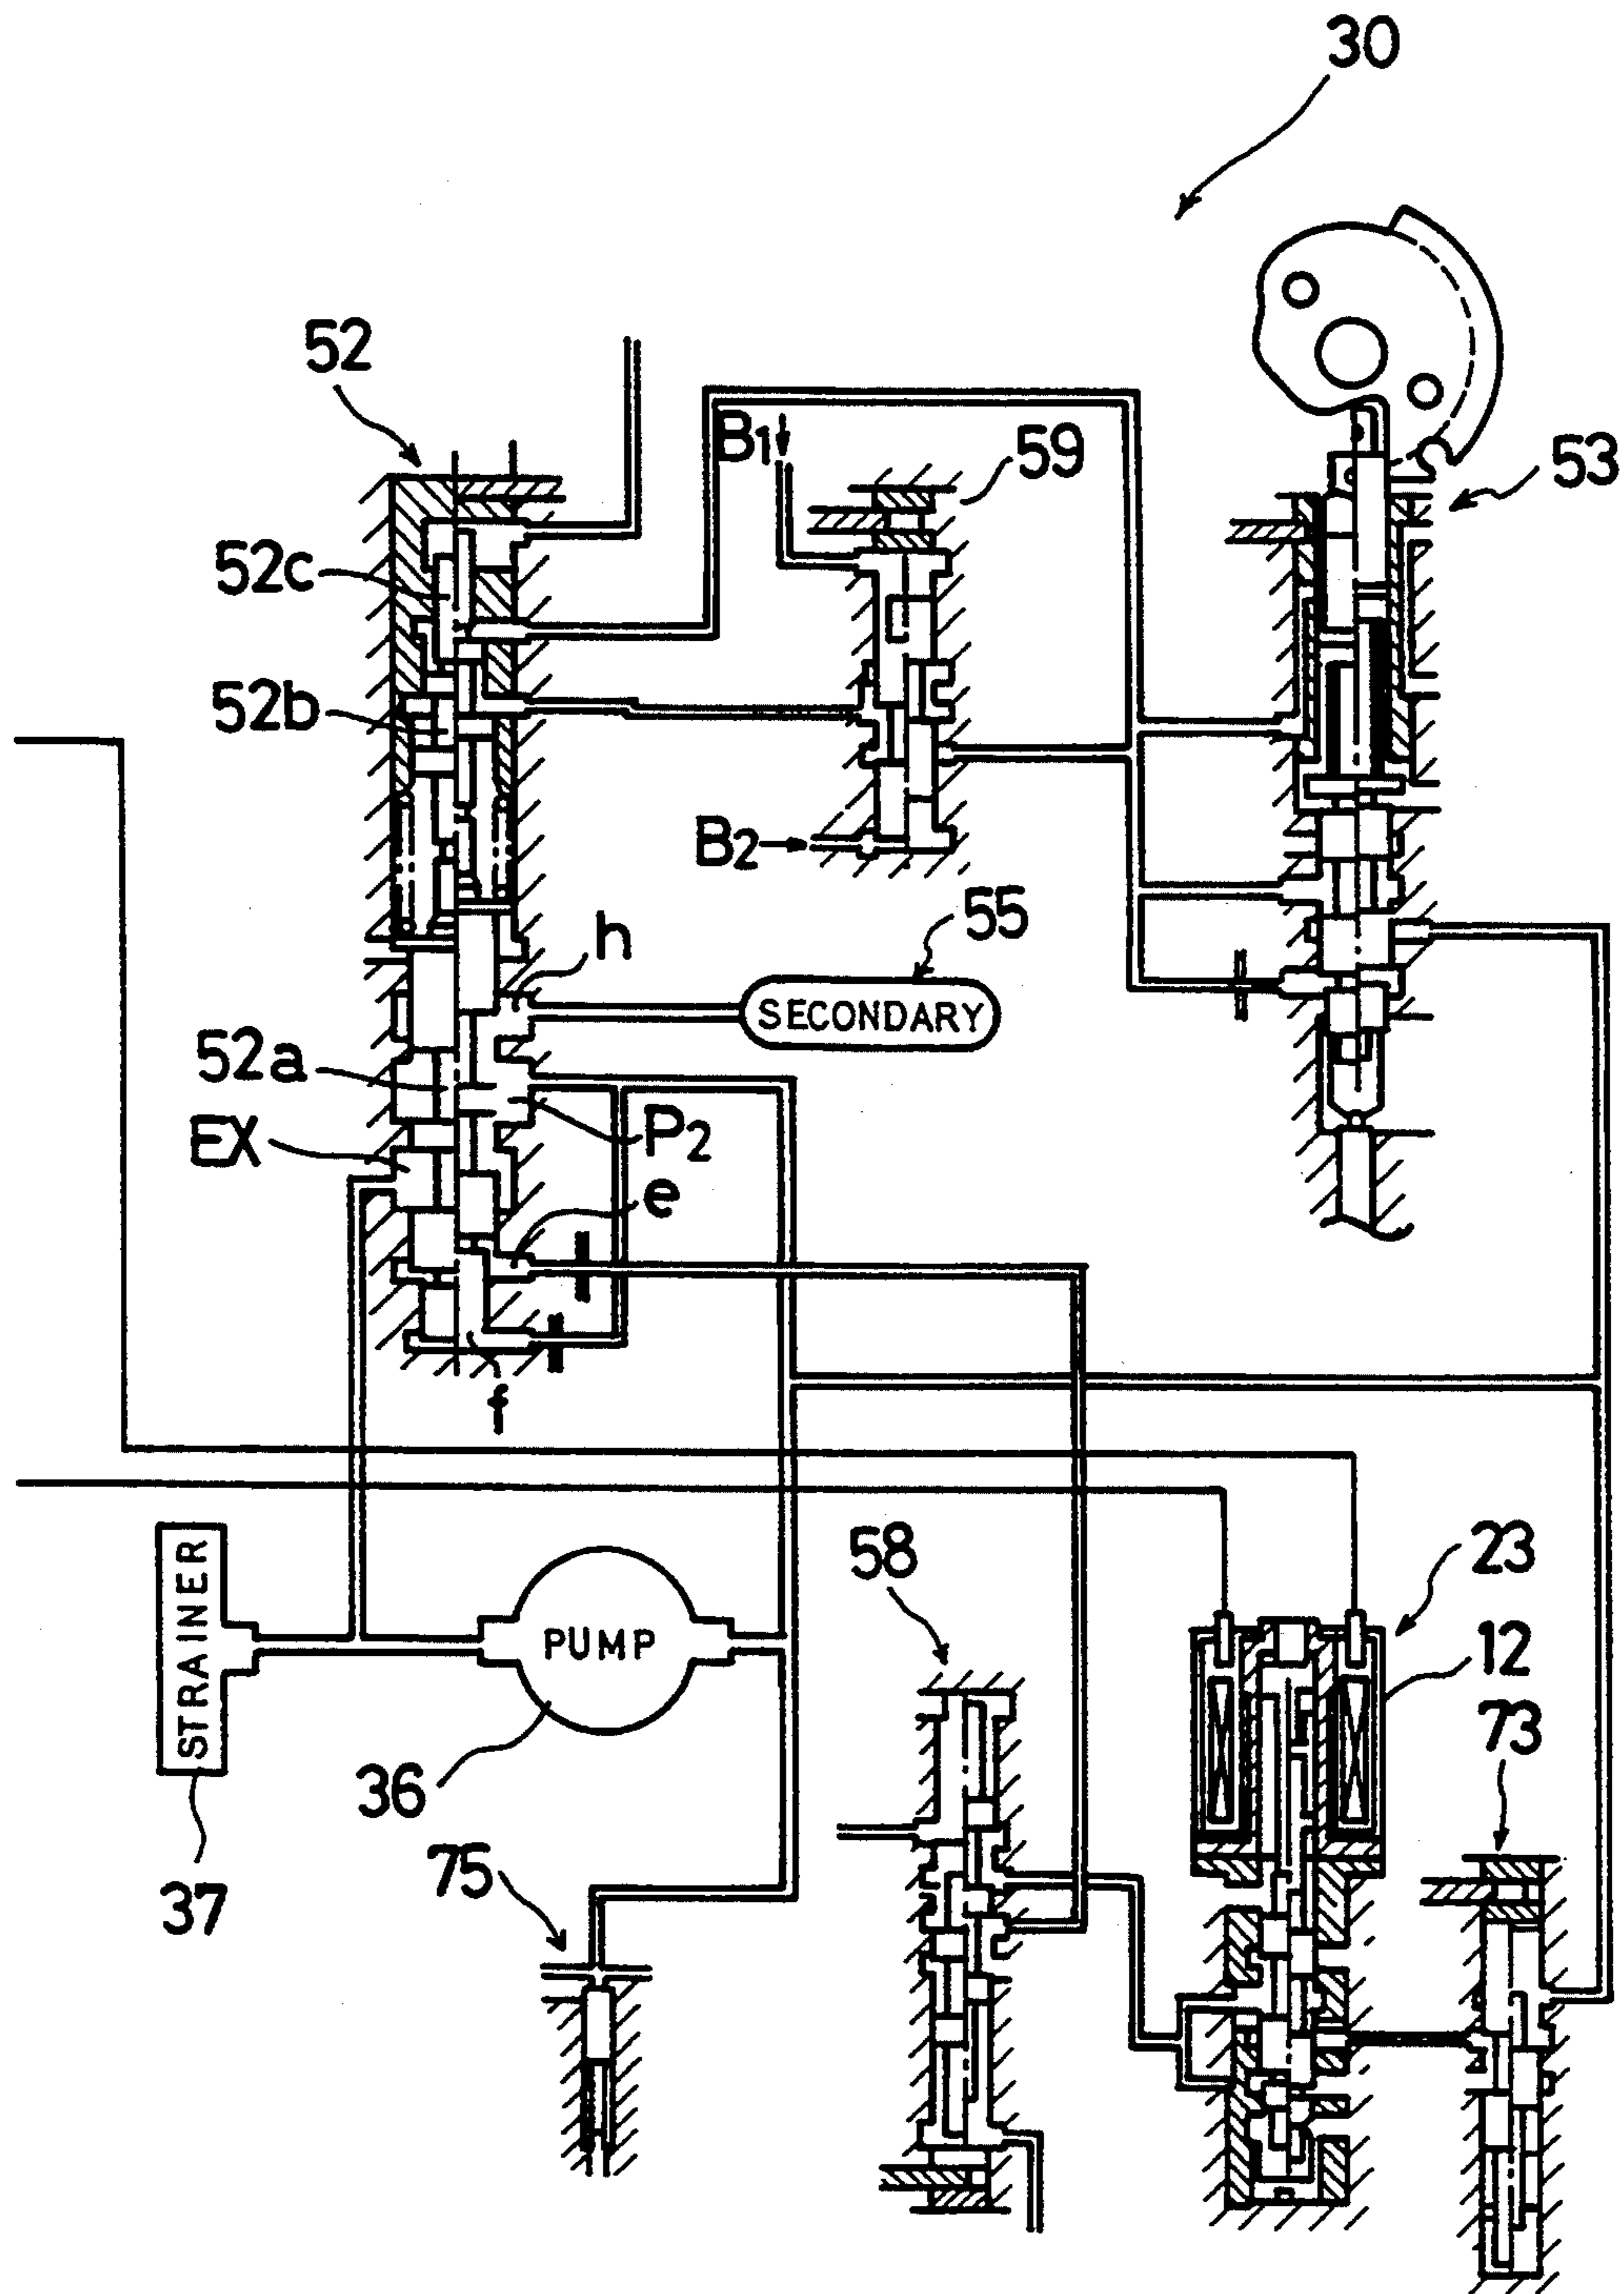 30
52
B1
59
53
52c
52b
B2
h
55
SECONDARY
52a
P2
EX
e
f
58
23
STRAINER
PUMP
12
73
36
75
37